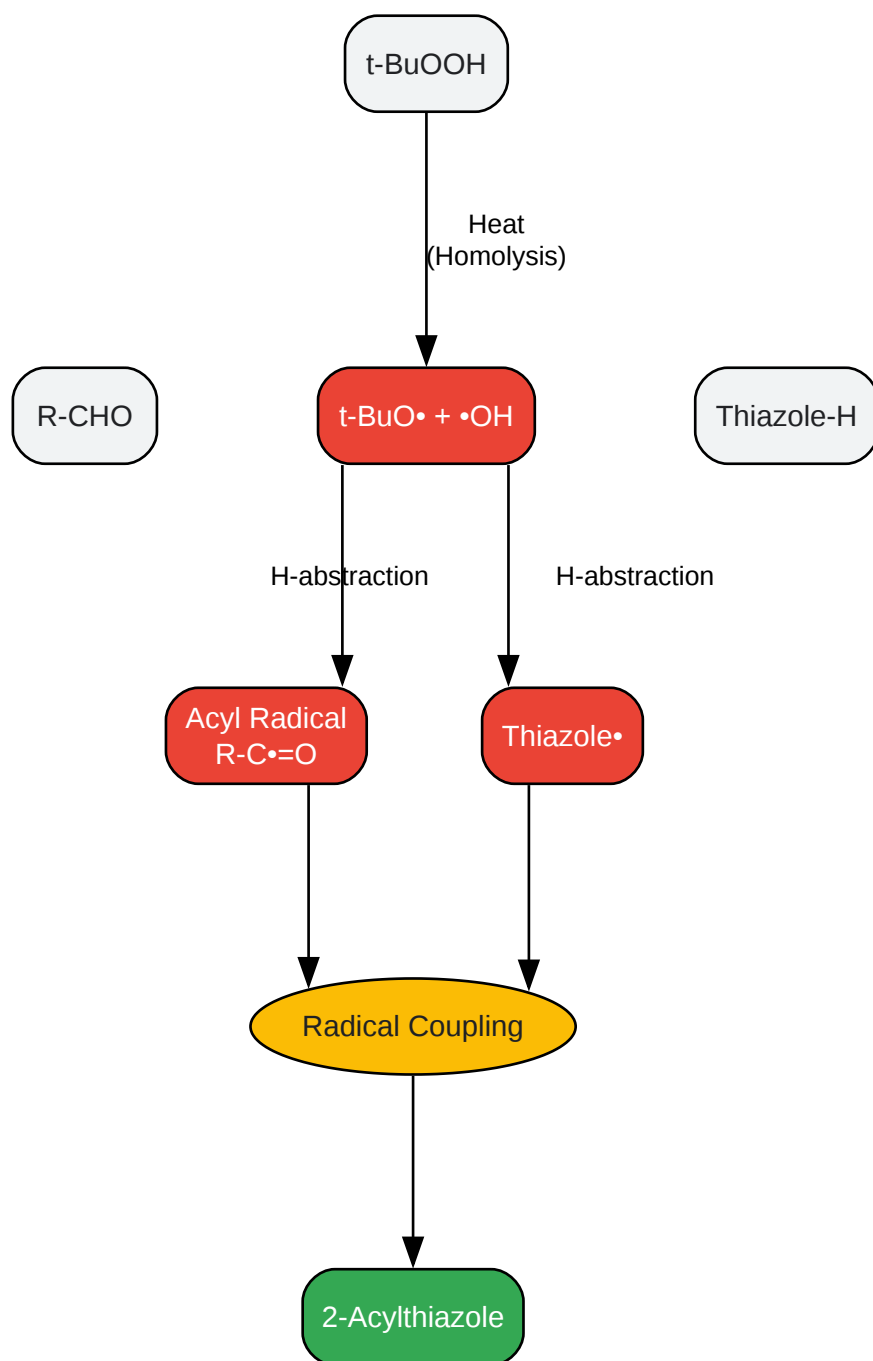 t-BuOOH
Heat
(Homolysis)
R-CHO
t-BuO• + •OH
Thiazole-H
H-abstraction
H-abstraction
Acyl Radical
R-C•=O
Thiazole•
Radical Coupling
2-Acylthiazole